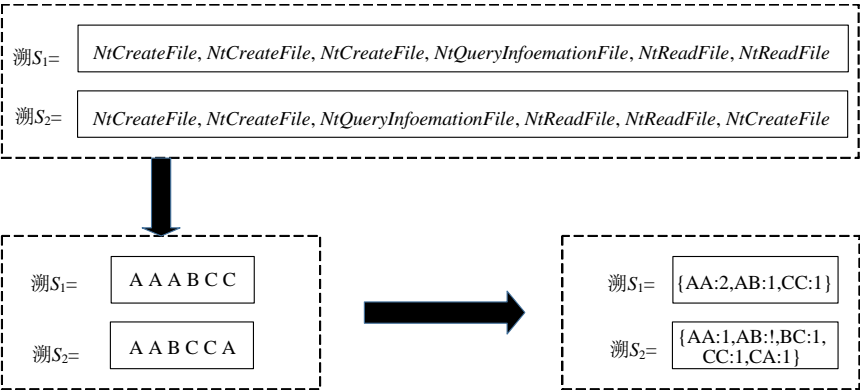 溯S₁= NtCreateFile, NtCreateFile, NtCreateFile, NtQueryInfoemationFile, NtReadFile, NtReadFile
溯S₂= NtCreateFile, NtCreateFile, NtQueryInfoemationFile, NtReadFile, NtReadFile, NtCreateFile
溯S₁= A A A B C C
溯S₂= A A B C C A
溯S₁= {AA:2,AB:1,CC:1}
溯S₂= {AA:1,AB:!,BC:1,
CC:1,CA:1}